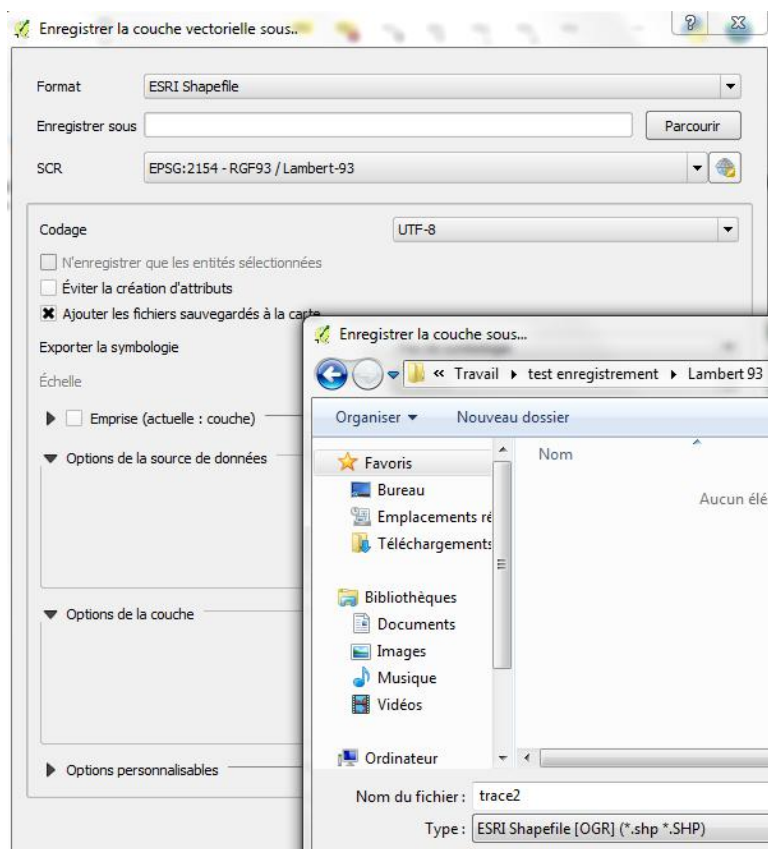 Enregistrer la couche vectorielle sous...
Format ESRI Shapefile
Enregistrer sous Parcourir
SCR EPSG:2154 - RGF93 / Lambert-93
Codage UTF-8
N'enregistrer que les entités sélectionnées
Éviter la création d'attributs
Ajouter les fichiers sauvegardés à la carte
Exporter la symbologie
Échelle
Emprise (actuelle : couche)
Options de la source de données
Options de la couche
Options personnalisables
Enregistrer la couche sous...
« Travail test enregistrement Lambert 93
Organiser Nouveau dossier
Favoris
Bureau
Emplacements ré
Téléchargements
Bibliothèques
Documents
Images
Musique
Vidéos
Ordinateur
Nom
Aucun élé
Nom du fichier : trace2
Type : ESRI Shapefile [OGR] (*.shp *.SHP)